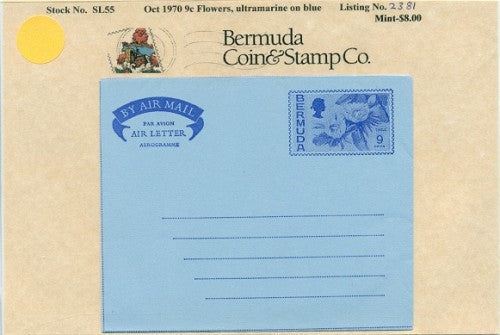 Stock No. SL55 Oct 1970 9c Flowers, ultramarine on blue Listing No. 2381
Mint-$8.00
Bermuda
Coin&Stamp Co.
BY AIR MAIL
PAR AVION
AIR LETTER
AEROGRAMME
BERMUDA
9